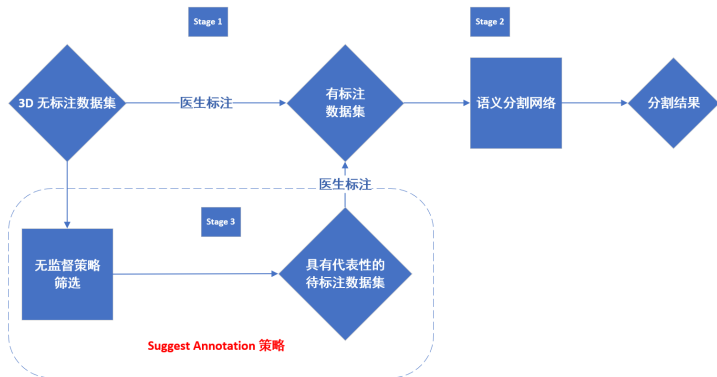 Stage 1
Stage 2
3D 无标注数据集
医生标注
有标注
数据集
语义分割网络
分割结果
医生标注
Stage 3
无监督策略
筛选
具有代表性的
待标注数据集
Suggest Annotation 策略